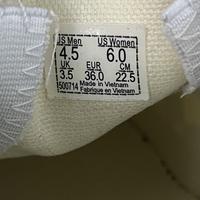 US Men US Women
4.5 6.0
UK EUR CM
3.5 36.0 22.5
500714 Made in Vietnam
Fabriqué en Vietnam